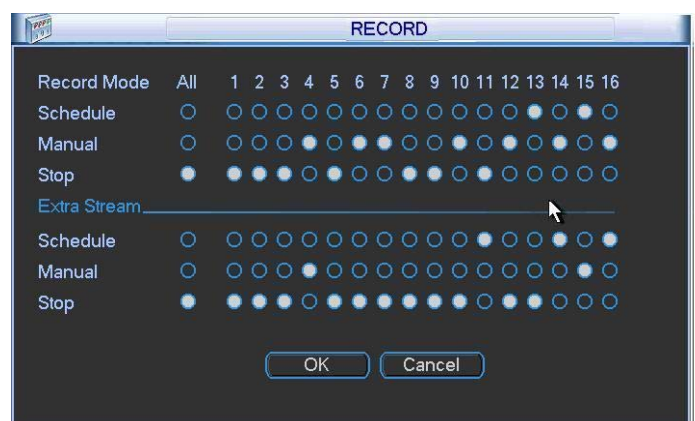 RECORD
Record Mode All 1 2 3 4 5 6 7 8 9 10 11 12 13 14 15 16
Schedule
Manual
Stop
Extra Stream
Schedule
Manual
Stop
OK Cancel